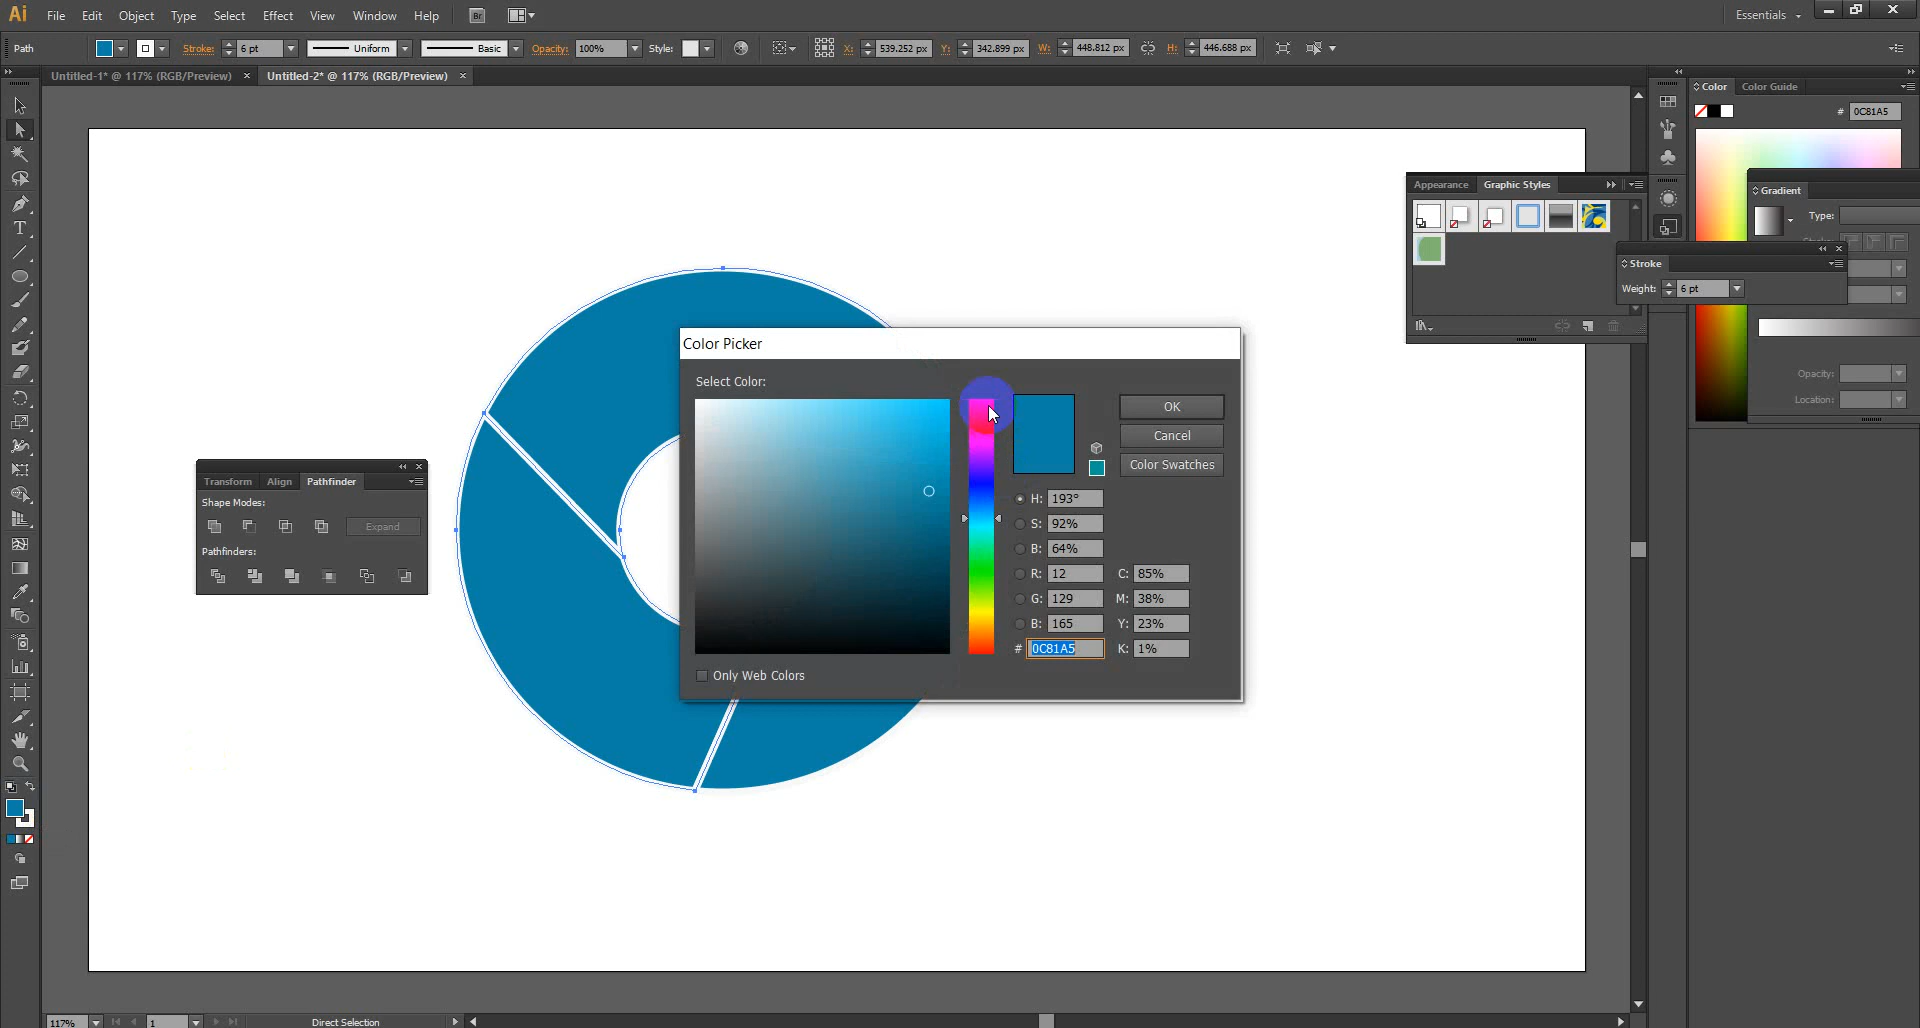 Ai File Edit Object Type Select Effect View Window Help Br Essentials
Path Stroke: 6 pt Uniform Basic Opacity: 100% Style: X: 539.252 px Y: 342.899 px W: 448.812 px H: 446.688 px
Untitled-1* @ 117% (RGB/Preview) × Untitled-2* @ 117% (RGB/Preview) ×
Color Color Guide
# 0C81A5
Appearance Graphic Styles
Gradient
Type:
Stroke
Weight: 6 pt
Opacity:
Location:
Transform Align Pathfinder
Shape Modes:
Expand
Pathfinders:
Color Picker
Select Color:
OK
Cancel
Color Swatches
H: 193°
S: 92%
B: 64%
R: 12 C: 85%
G: 129 M: 38%
B: 165 Y: 23%
# 0C81A5 K: 1%
Only Web Colors
117% 1 Direct Selection